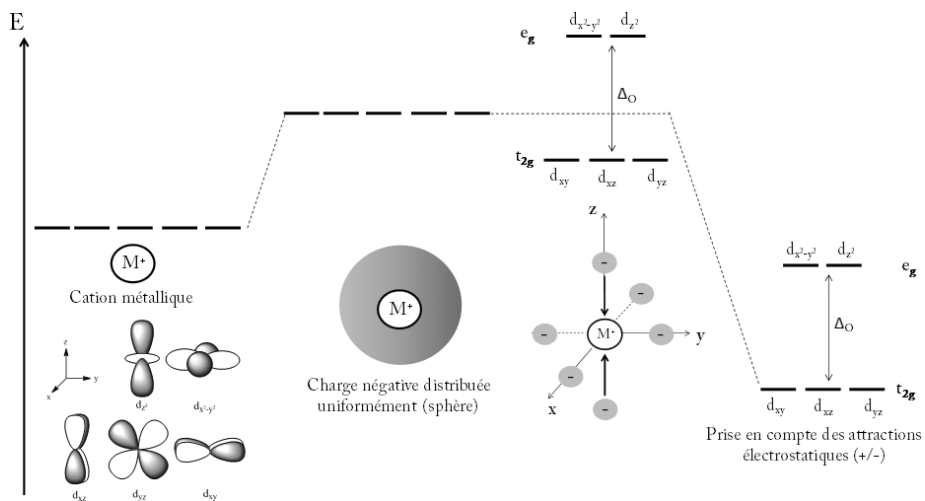 E
d_x²-y² d_z²
e_g
Δ_O
t_2g
d_xy d_xz d_yz
M⁺
Cation métallique
z
y
x
d_z² d_x²-y²
d_xz d_yz d_xy
M⁺
Charge négative distribuée
uniformément (sphère)
z
-
-
- M⁺ - y
-
x
-
d_x²-y² d_z²
e_g
Δ_O
t_2g
d_xy d_xz d_yz
Prise en compte des attractions
électrostatiques (+/-)